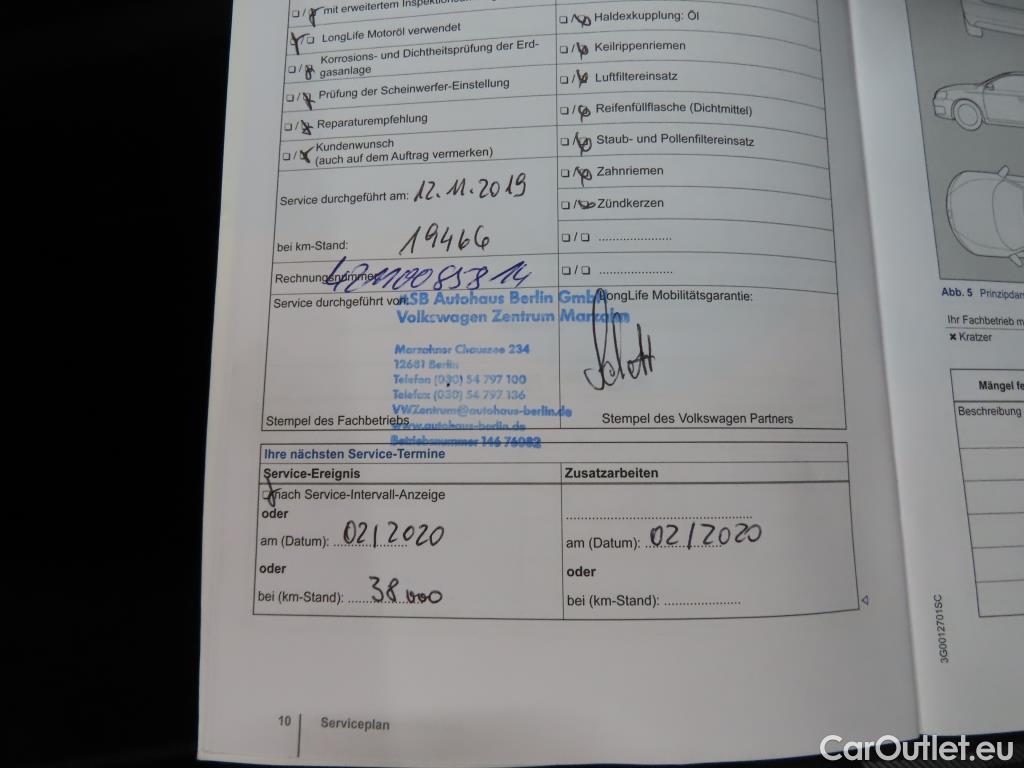 ☐ / ☒ mit erweitertem
☒ / ☐ LongLife Motoröl verwendet
☐ / ☒ Korrosions- und Dichtheitsprüfung der Erd-
gasanlage
☐ / ☒ Prüfung der Scheinwerfer-Einstellung
☐ / ☒ Reparaturempfehlung
☐ / ☒ Kundenwunsch
(auch auf dem Auftrag vermerken)
Service durchgeführt am: 12.11.2019
bei km-Stand: 19466
Rechnungsnummer
Service durchgeführt von:
ASB Autohaus Berlin GmbH
Volkswagen Zentrum Marzahn
Marzahner Chaussee 234
12681 Berlin
Telefon (030) 54 797 100
Telefax (030) 54 797 136
VWZentrum@autohaus-berlin.de
www.autohaus-berlin.de
Betriebsnummer 146 76082
Stempel des Fachbetriebs
☐ / ☒ Haldexkupplung: Öl
☐ / ☒ Keilrippenriemen
☐ / ☒ Luftfiltereinsatz
☐ / ☒ Reifenfüllflasche (Dichtmittel)
☐ / ☒ Staub- und Pollenfiltereinsatz
☐ / ☒ Zahnriemen
☐ / ☒ Zündkerzen
☐ / ☐ ......................
☐ / ☐ ......................
LongLife Mobilitätsgarantie:
Stempel des Volkswagen Partners
Ihre nächsten Service-Termine
Service-Ereignis
☒ nach Service-Intervall-Anzeige
oder
am (Datum): 02/2020
oder
bei (km-Stand): 38000
Zusatzarbeiten
am (Datum): 02/2020
oder
bei (km-Stand): ......................
10 Serviceplan
Abb. 5
Ihr Fachbetrieb
✖ Kratzer
Mängel
Beschreibung
3G0012701SC
CarOutlet.eu